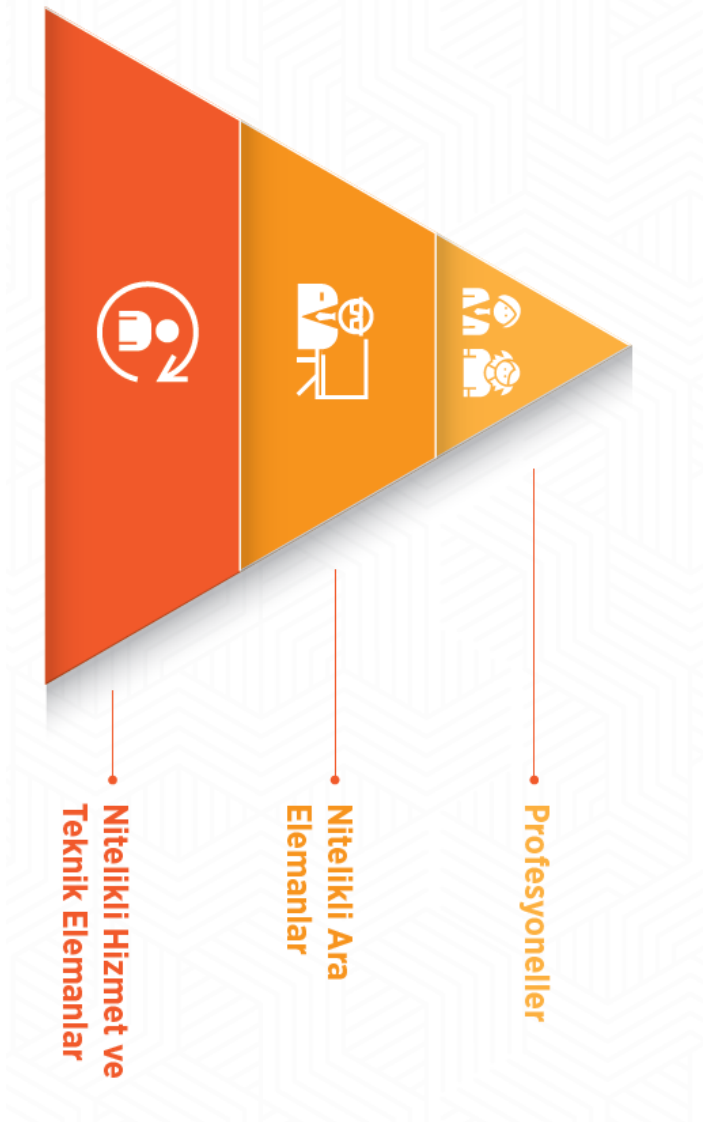 Profesyoneller
Nitelikli Ara
Elemanlar
Nitelikli Hizmet ve
Teknik Elemanlar